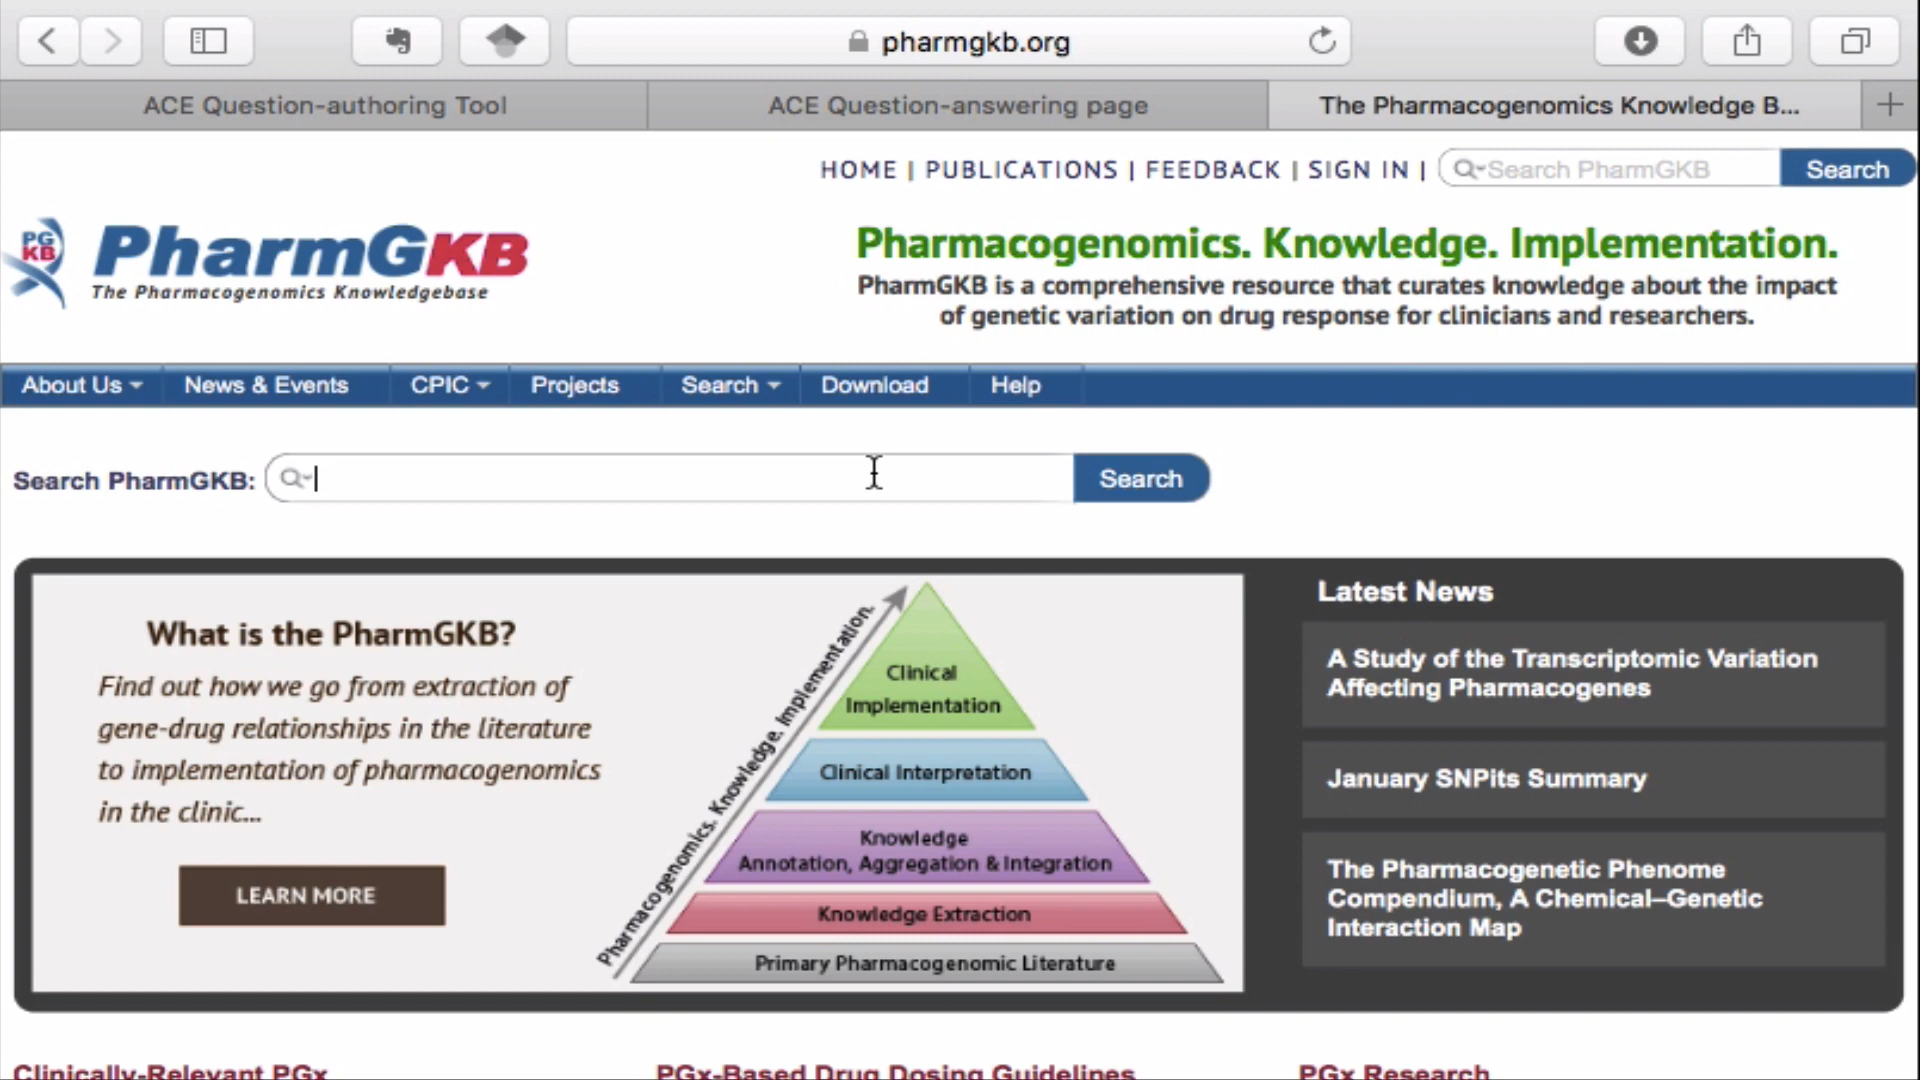 pharmgkb.org
ACE Question-authoring Tool
ACE Question-answering page
The Pharmacogenomics Knowledge B...
HOME | PUBLICATIONS | FEEDBACK | SIGN IN |
Search PharmGKB
Search
PG
KB
PharmGKB
The Pharmacogenomics Knowledgebase
Pharmacogenomics. Knowledge. Implementation.
PharmGKB is a comprehensive resource that curates knowledge about the impact
of genetic variation on drug response for clinicians and researchers.
About Us
News & Events
CPIC
Projects
Search
Download
Help
Search PharmGKB:
Search
What is the PharmGKB?
Find out how we go from extraction of
gene-drug relationships in the literature
to implementation of pharmacogenomics
in the clinic...
LEARN MORE
Pharmacogenomics. Knowledge. Implementation.
Clinical
Implementation
Clinical Interpretation
Knowledge
Annotation, Aggregation & Integration
Knowledge Extraction
Primary Pharmacogenomic Literature
Latest News
A Study of the Transcriptomic Variation
Affecting Pharmacogenes
January SNPits Summary
The Pharmacogenetic Phenome
Compendium, A Chemical–Genetic
Interaction Map
Clinically-Relevant PGx
PGx-Based Drug Dosing Guidelines
PGx Research